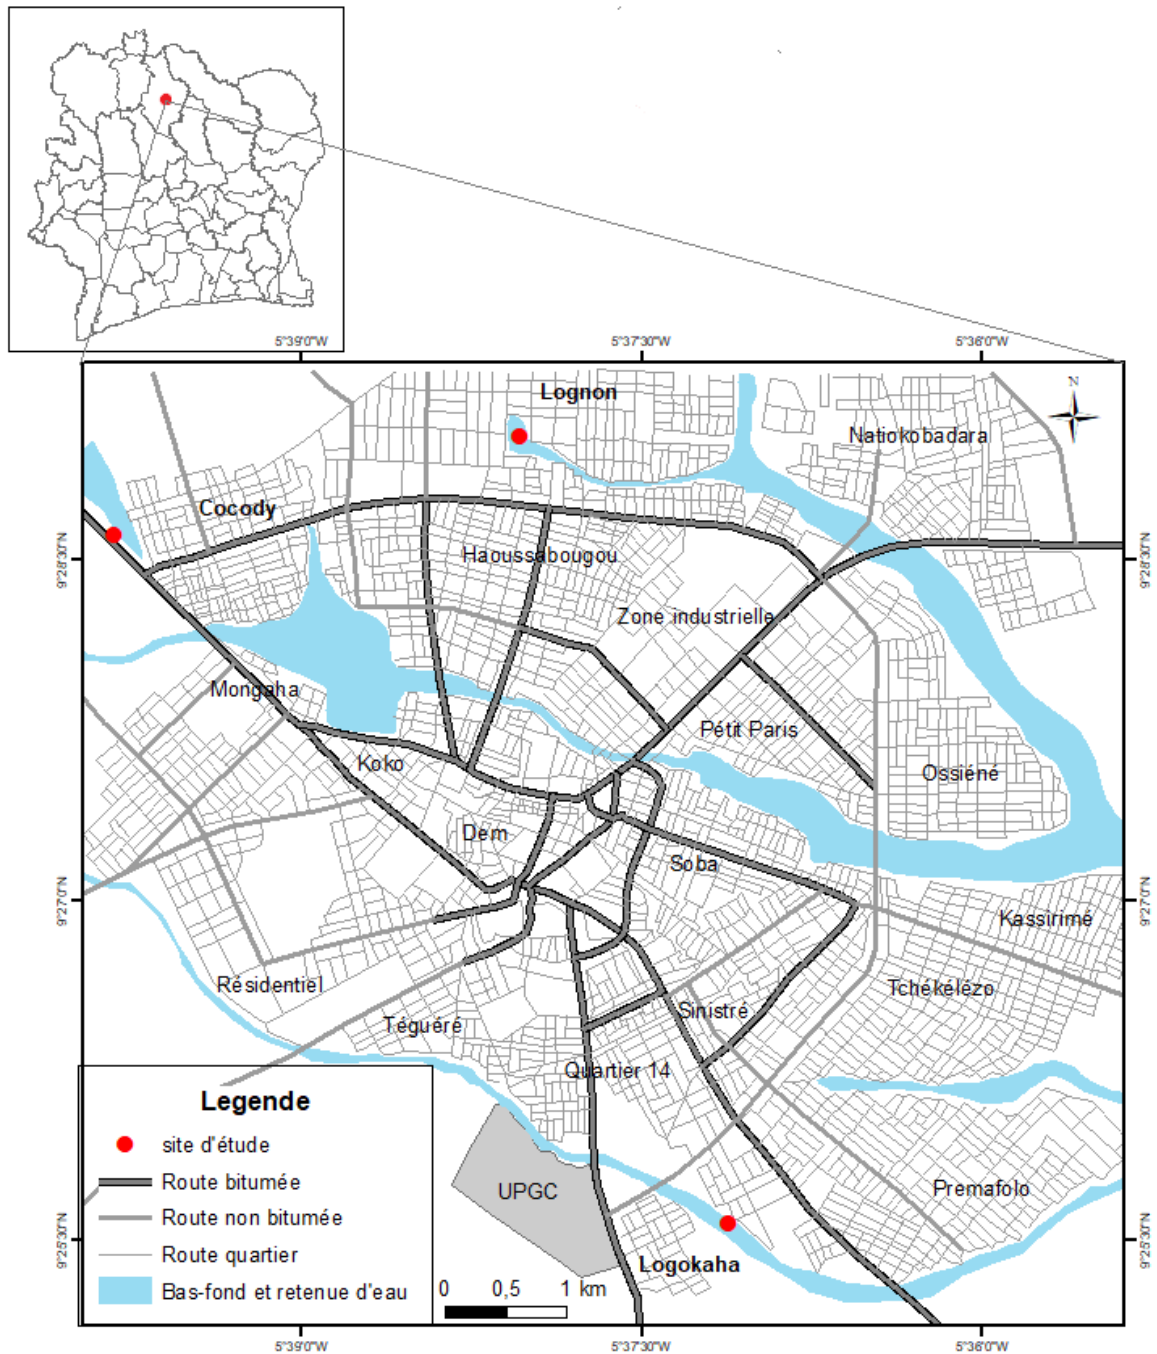 5°39'0"W
5°37'30"W
5°36'0"W
N
Lognon
Natiokobadara
Cocody
Haoussabougou
9°28'30"N
9°28'30"N
Zone industrielle
Mongaha
Pétit Paris
Koko
Ossiéné
Dem
Soba
9°27'0"N
9°27'0"N
Kassirimé
Résidentiel
Tchékélézo
Sinistré
Téguéré
Quartier 14
Legende
site d'étude
Route bitumée
Route non bitumée
Route quartier
Bas-fond et retenue d'eau
UPGC
Premafolo
9°25'30"N
9°25'30"N
Logokaha
0 0,5 1 km
5°39'0"W
5°37'30"W
5°36'0"W